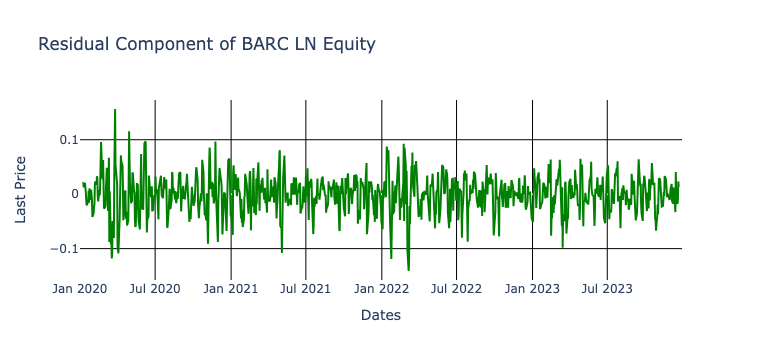 Residual Component of BARC LN Equity
0.1
0
−0.1
Last Price
Jan 2020 Jul 2020 Jan 2021 Jul 2021 Jan 2022 Jul 2022 Jan 2023 Jul 2023
Dates